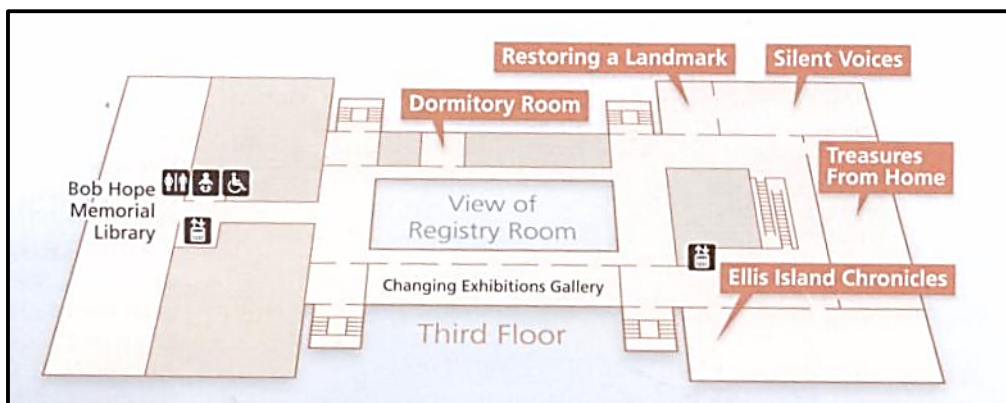 Restoring a Landmark
Silent Voices
Dormitory Room
Treasures
From Home
Bob Hope
Memorial
Library
View of
Registry Room
Ellis Island Chronicles
Changing Exhibitions Gallery
Third Floor